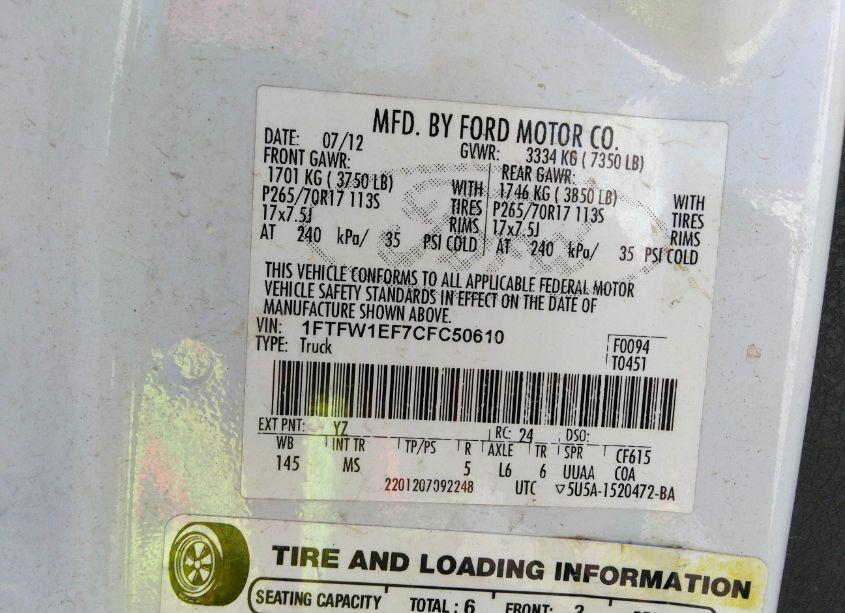 MFD. BY FORD MOTOR CO.
DATE: 07/12 GVWR: 3334 KG ( 7350 LB)
FRONT GAWR: REAR GAWR:
1701 KG ( 3750 LB) WITH 1746 KG ( 3850 LB) WITH
P265/70R17 113S TIRES P265/70R17 113S TIRES
17x7.5J RIMS 17x7.5J RIMS
AT 240 kPa/ 35 PSI COLD AT 240 kPa/ 35 PSI COLD
THIS VEHICLE CONFORMS TO ALL APPLICABLE FEDERAL MOTOR
VEHICLE SAFETY STANDARDS IN EFFECT ON THE DATE OF
MANUFACTURE SHOWN ABOVE.
VIN: 1FTFW1EF7CFC50610 F0094
TYPE: Truck T0451
EXT PNT: YZ RC: 24 DSO:
WB INT TR TP/PS R AXLE TR SPR CF615
145 MS 5 L6 6 UUAA COA
2201207092248 UTC ▽5U5A-1520472-BA
TIRE AND LOADING INFORMATION
SEATING CAPACITY TOTAL : 6 FRONT: